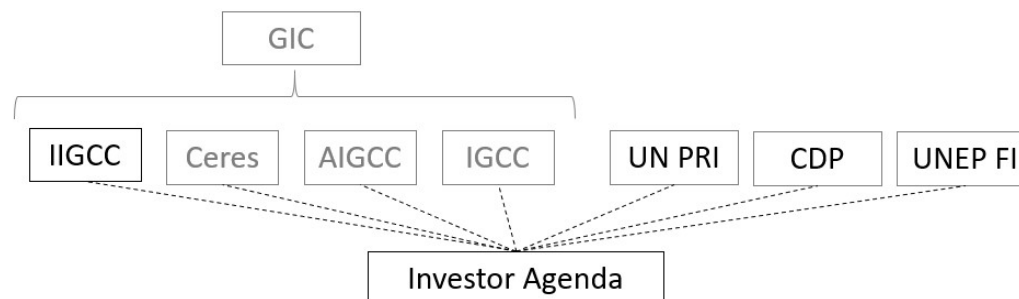 GIC
IIGCC
Ceres
AIGCC
IGCC
UN PRI
CDP
UNEP FI
Investor Agenda